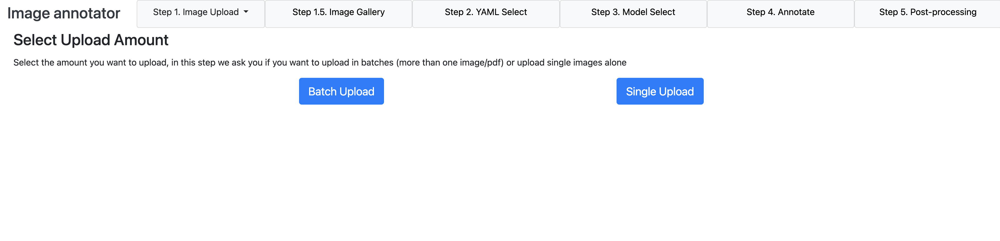 Image annotator
Step 1. Image Upload
Step 1.5. Image Gallery
Step 2. YAML Select
Step 3. Model Select
Step 4. Annotate
Step 5. Post-processing
Select Upload Amount
Select the amount you want to upload, in this step we ask you if you want to upload in batches (more than one image/pdf) or upload single images alone
Batch Upload
Single Upload